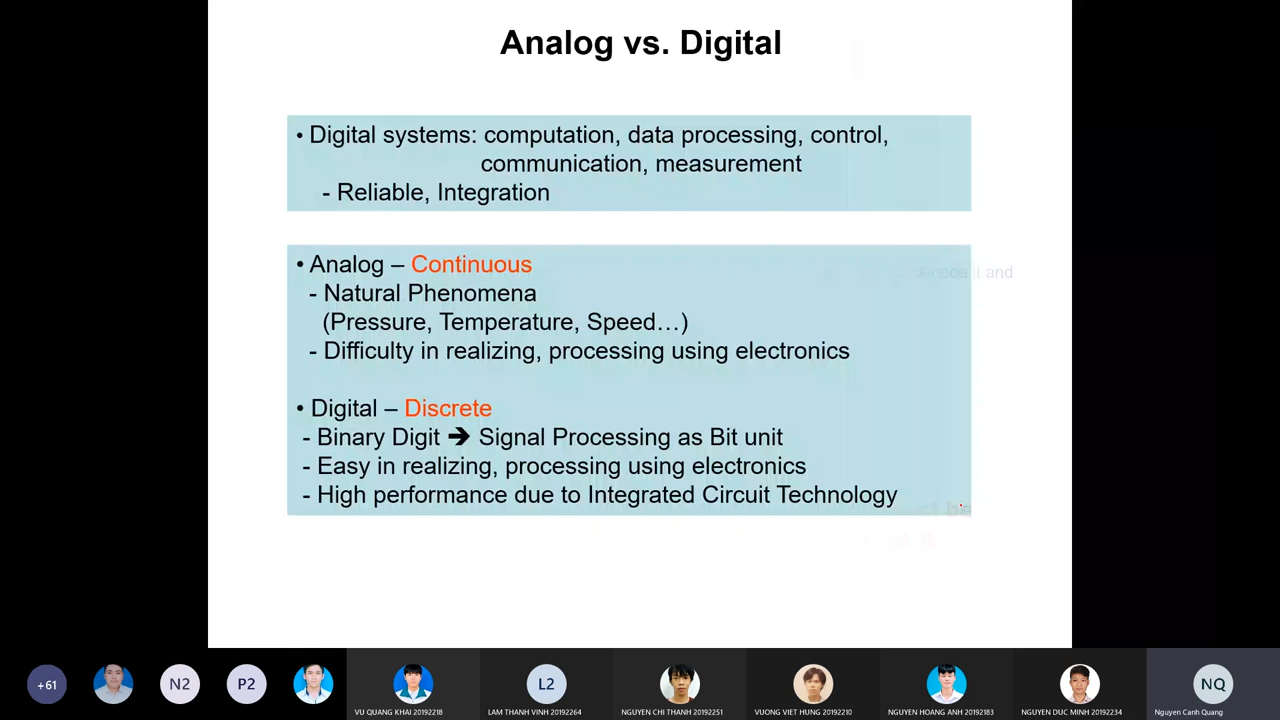 Analog vs. Digital
• Digital systems: computation, data processing, control,
communication, measurement
- Reliable, Integration
• Analog – Continuous
- Natural Phenomena
(Pressure, Temperature, Speed…)
- Difficulty in realizing, processing using electronics
• Digital – Discrete
- Binary Digit ➔ Signal Processing as Bit unit
- Easy in realizing, processing using electronics
- High performance due to Integrated Circuit Technology
and
+61
N2
P2
L2
NQ
VU QUANG KHAI 20192218
LAM THANH VINH 20192264
NGUYEN CHI THANH 20192251
VUONG VIET HUNG 20192210
NGUYEN HOANG ANH 20192183
NGUYEN DUC MINH 20192234
Nguyen Canh Quang